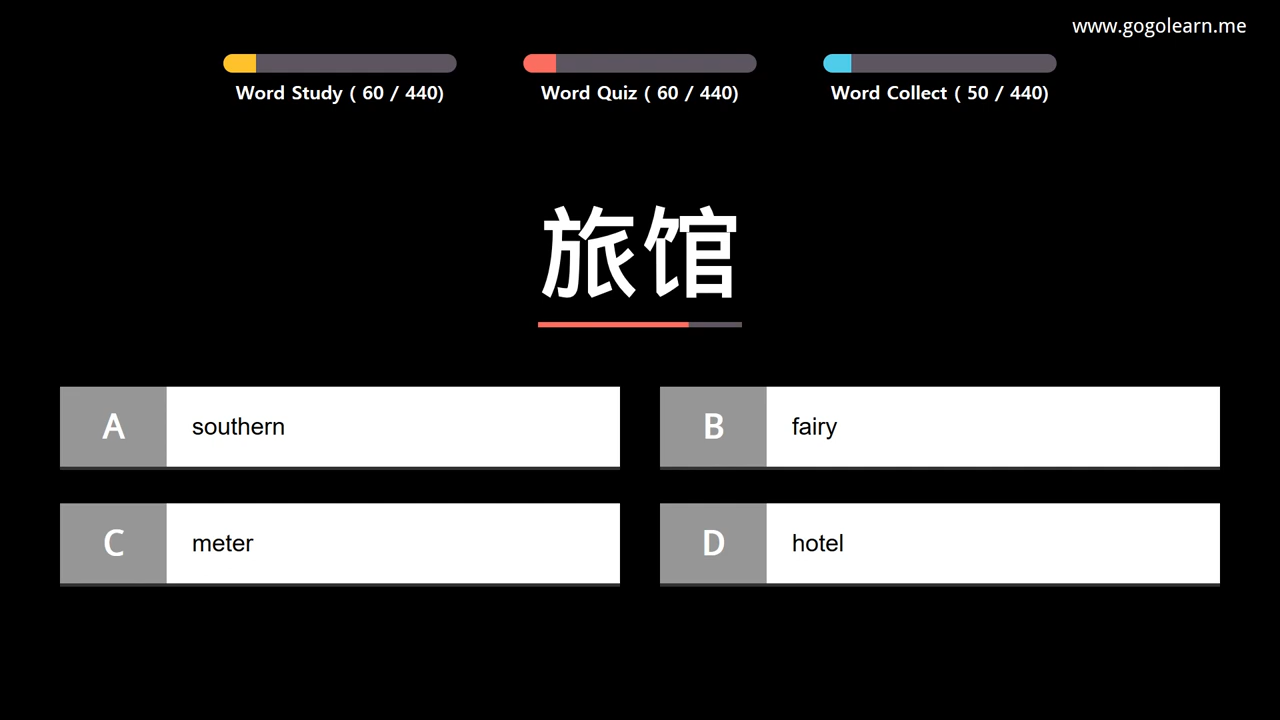 www.gogolearn.me
Word Study ( 60 / 440)
Word Quiz ( 60 / 440)
Word Collect ( 50 / 440)
旅馆
A southern
B fairy
C meter
D hotel